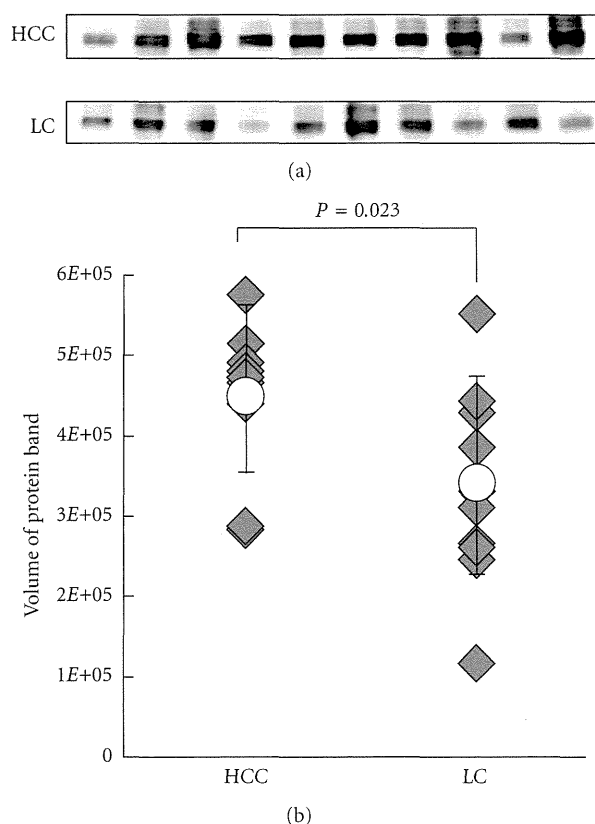 HCC
LC
(a)
P = 0.023
6E+05
5E+05
4E+05
3E+05
2E+05
1E+05
0
Volume of protein band
HCC LC
(b)